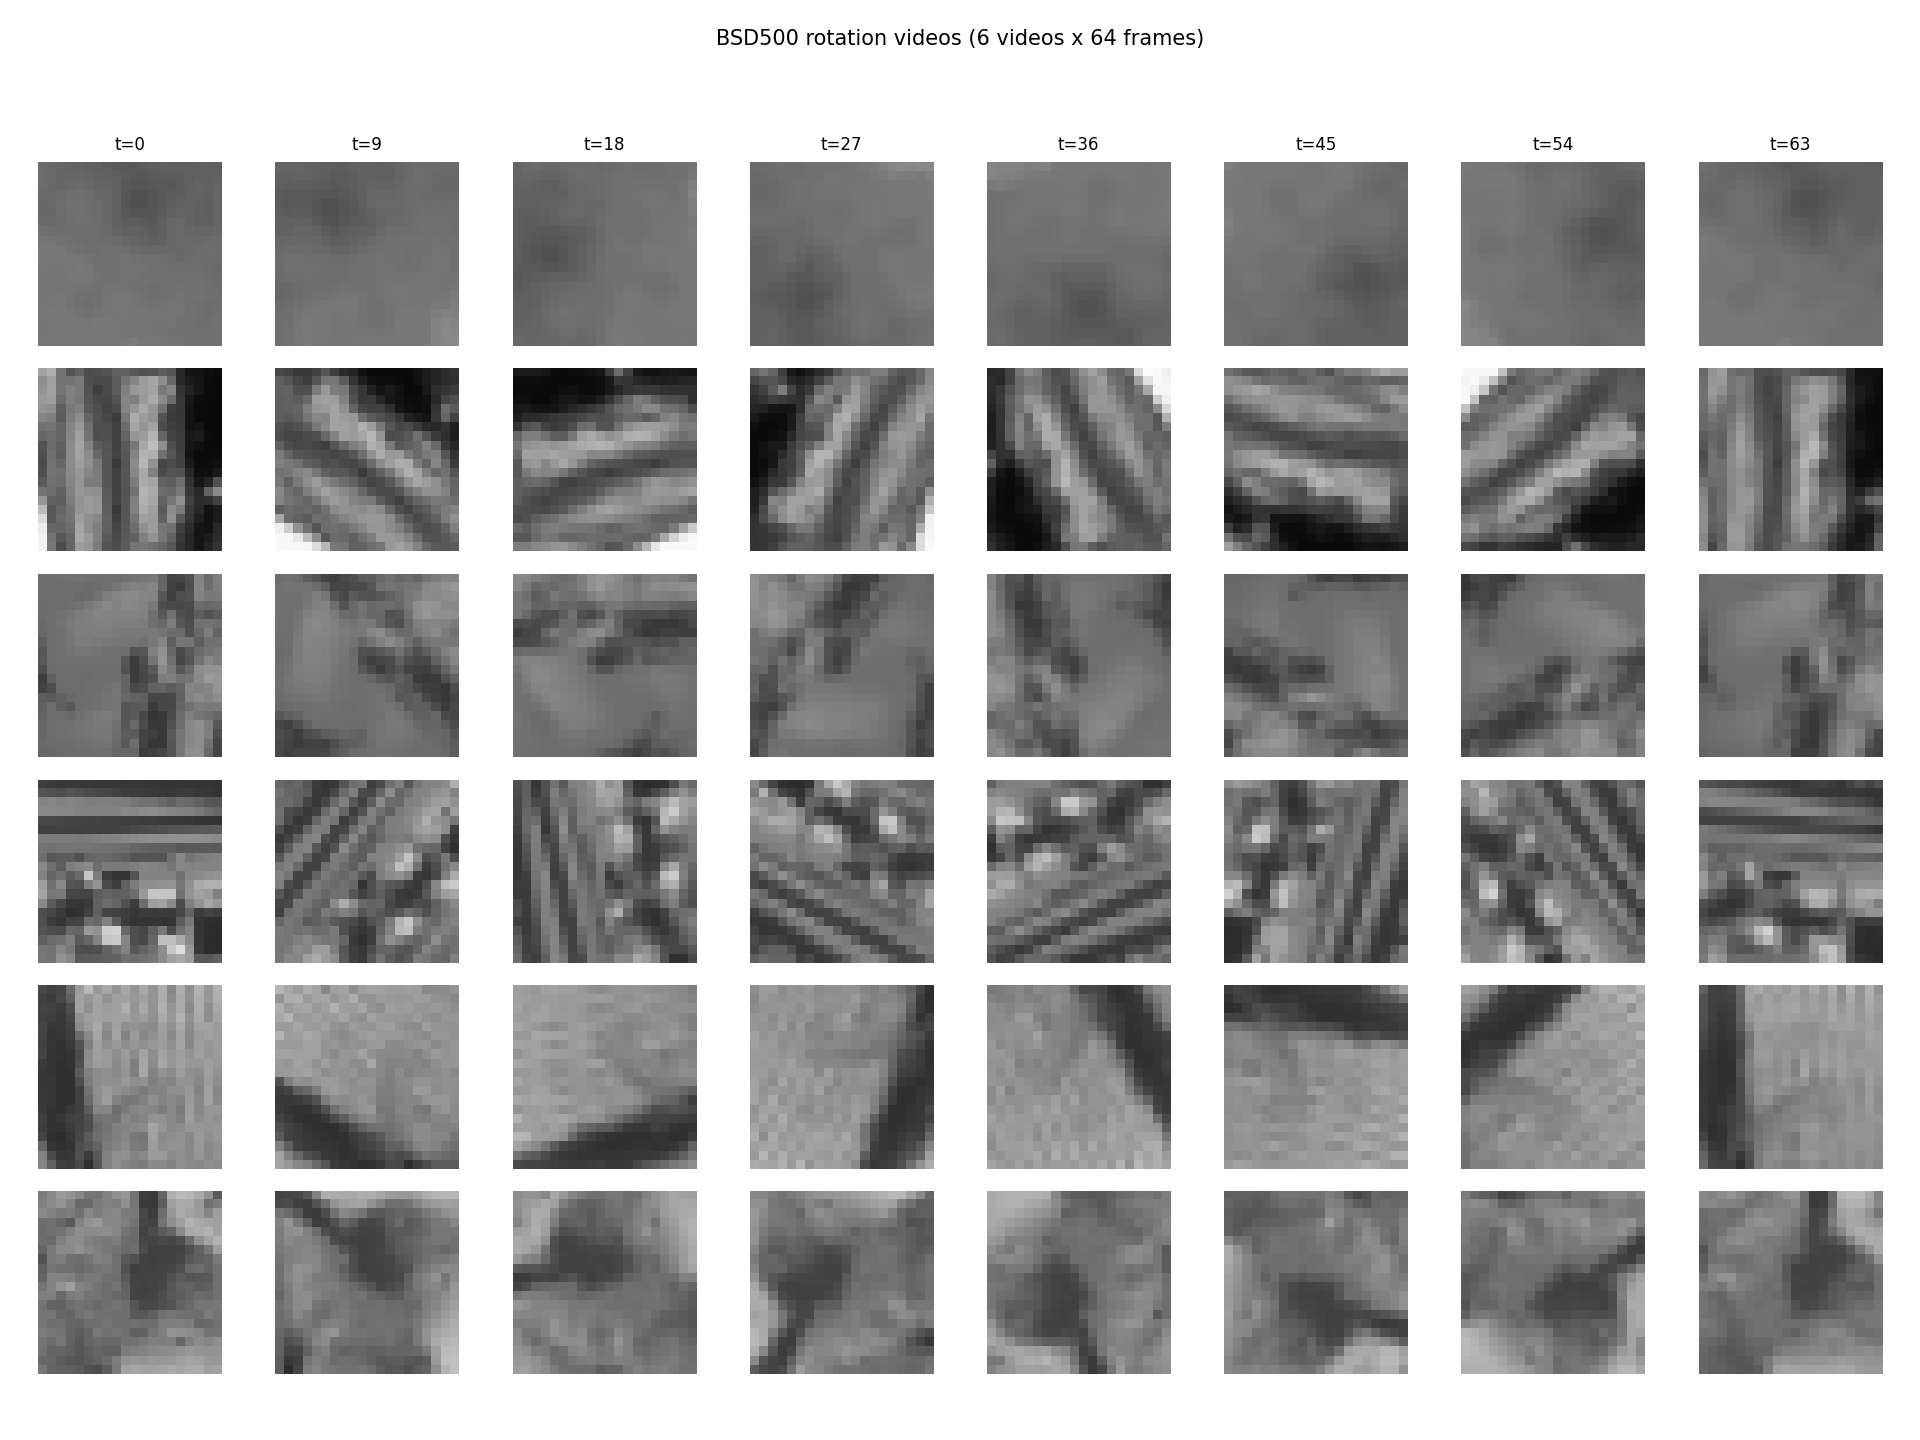 BSD500 rotation videos (6 videos x 64 frames)
t=0 t=9 t=18 t=27 t=36 t=45 t=54 t=63